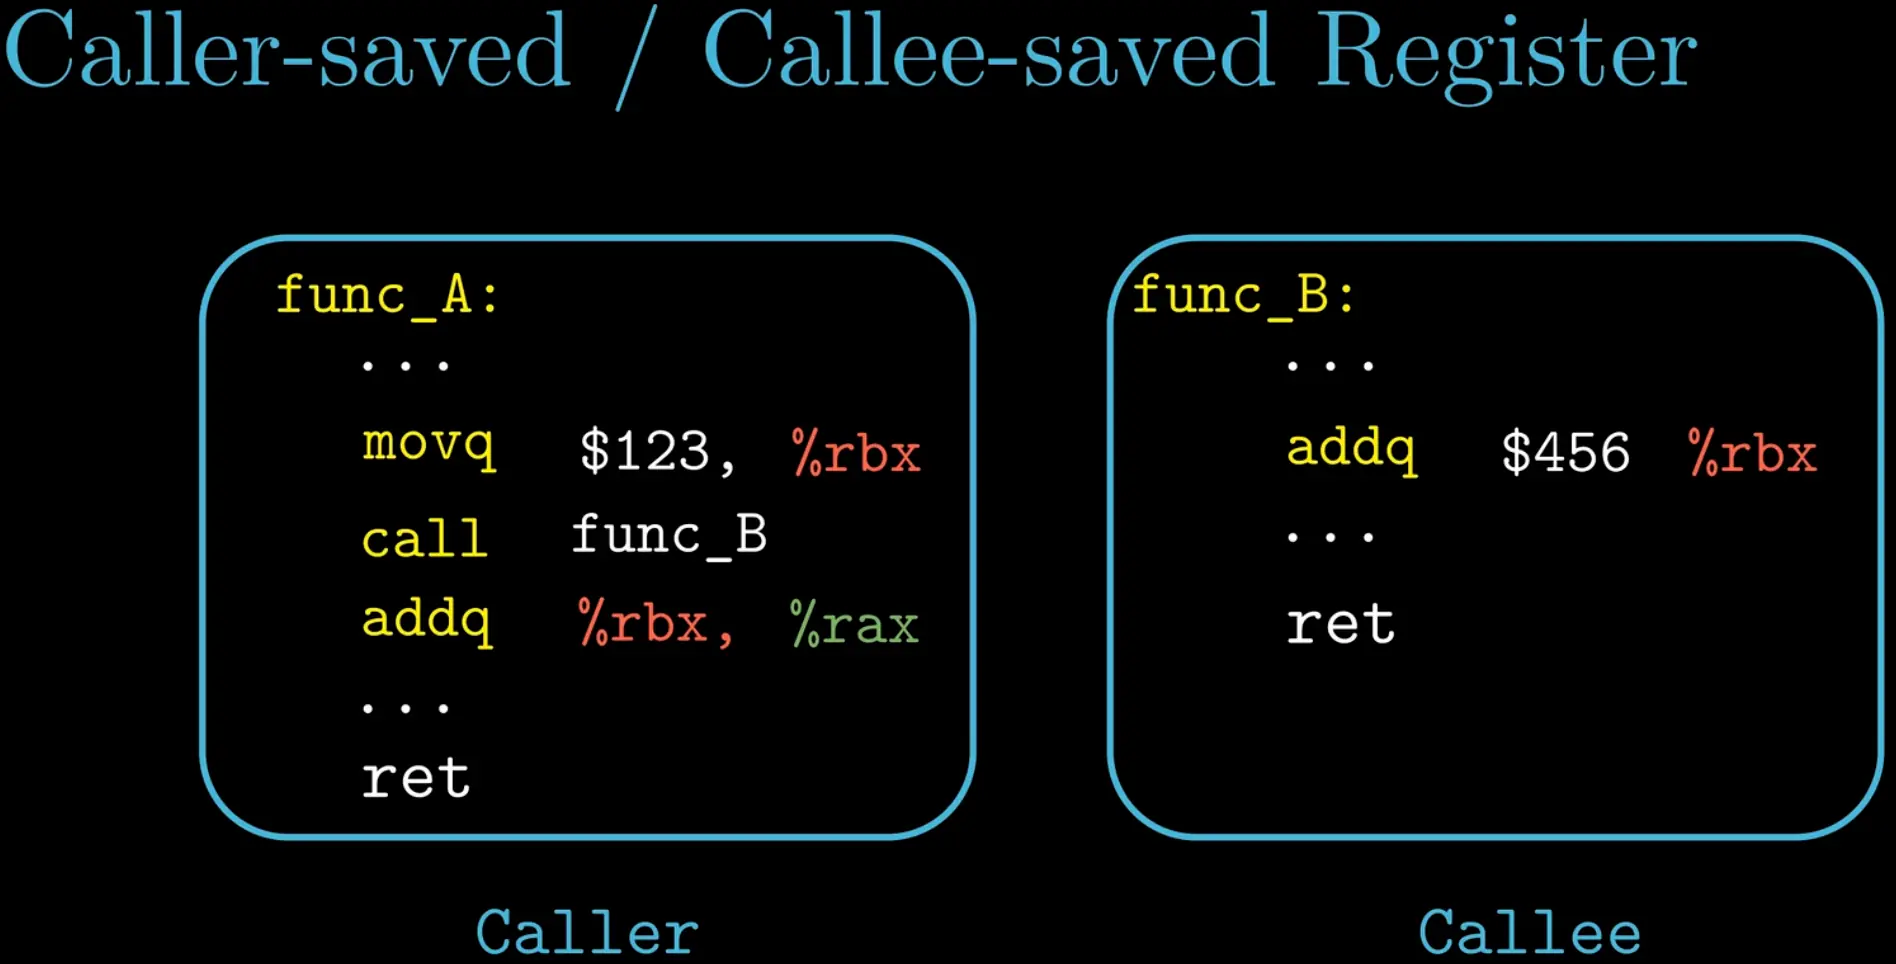 Caller-saved / Callee-saved Register
func_A:
...
movq $123, %rbx
call func_B
addq %rbx, %rax
...
ret
Caller
func_B:
...
addq $456 %rbx
...
ret
Callee